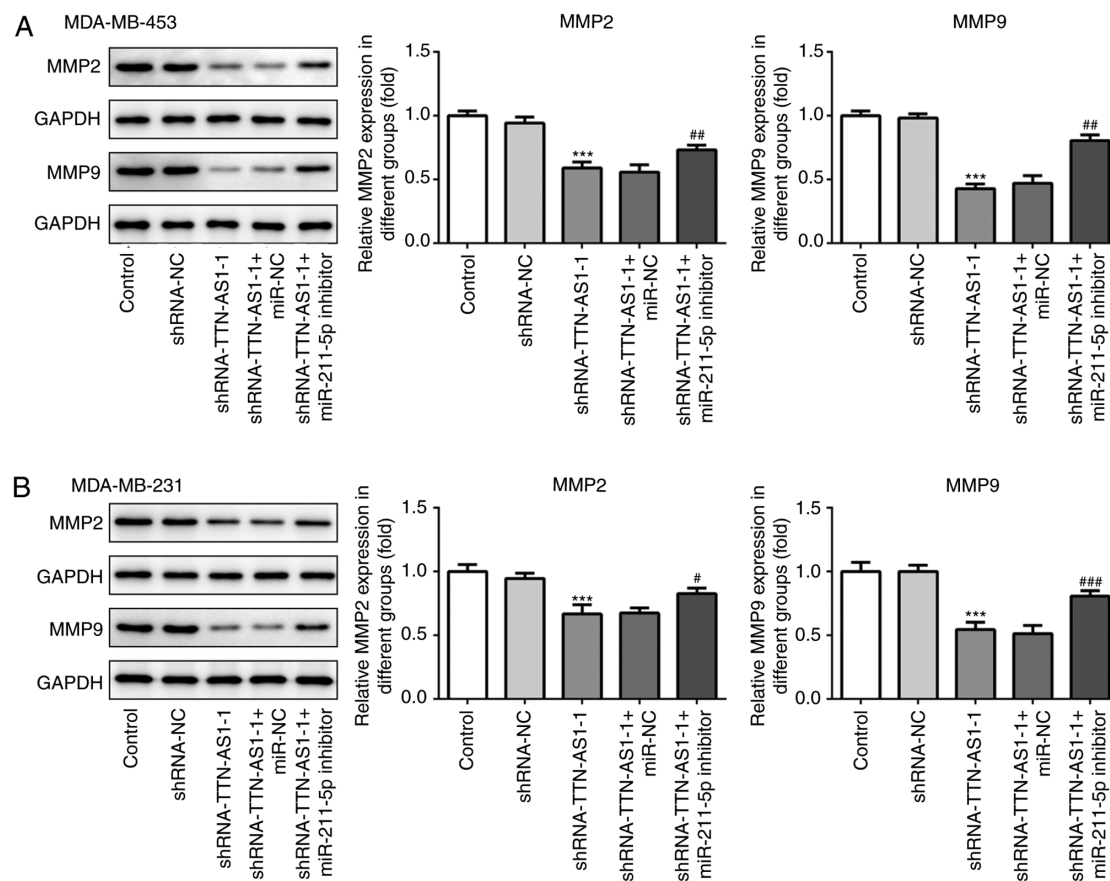 A
MDA-MB-453
MMP2
GAPDH
MMP9
GAPDH
Control
shRNA-NC
shRNA-TTN-AS1-1
shRNA-TTN-AS1-1+
miR-NC
shRNA-TTN-AS1-1+
miR-211-5p inhibitor
MMP2
Relative MMP2 expression in
different groups (fold)
1.5
1.0
0.5
0.0
***
##
Control
shRNA-NC
shRNA-TTN-AS1-1
shRNA-TTN-AS1-1+
miR-NC
shRNA-TTN-AS1-1+
miR-211-5p inhibitor
MMP9
Relative MMP9 expression in
different groups (fold)
1.5
1.0
0.5
0.0
***
##
Control
shRNA-NC
shRNA-TTN-AS1-1
shRNA-TTN-AS1-1+
miR-NC
shRNA-TTN-AS1-1+
miR-211-5p inhibitor
B
MDA-MB-231
MMP2
GAPDH
MMP9
GAPDH
Control
shRNA-NC
shRNA-TTN-AS1-1
shRNA-TTN-AS1-1+
miR-NC
shRNA-TTN-AS1-1+
miR-211-5p inhibitor
MMP2
Relative MMP2 expression in
different groups (fold)
1.5
1.0
0.5
0.0
***
#
Control
shRNA-NC
shRNA-TTN-AS1-1
shRNA-TTN-AS1-1+
miR-NC
shRNA-TTN-AS1-1+
miR-211-5p inhibitor
MMP9
Relative MMP9 expression in
different groups (fold)
1.5
1.0
0.5
0.0
***
###
Control
shRNA-NC
shRNA-TTN-AS1-1
shRNA-TTN-AS1-1+
miR-NC
shRNA-TTN-AS1-1+
miR-211-5p inhibitor